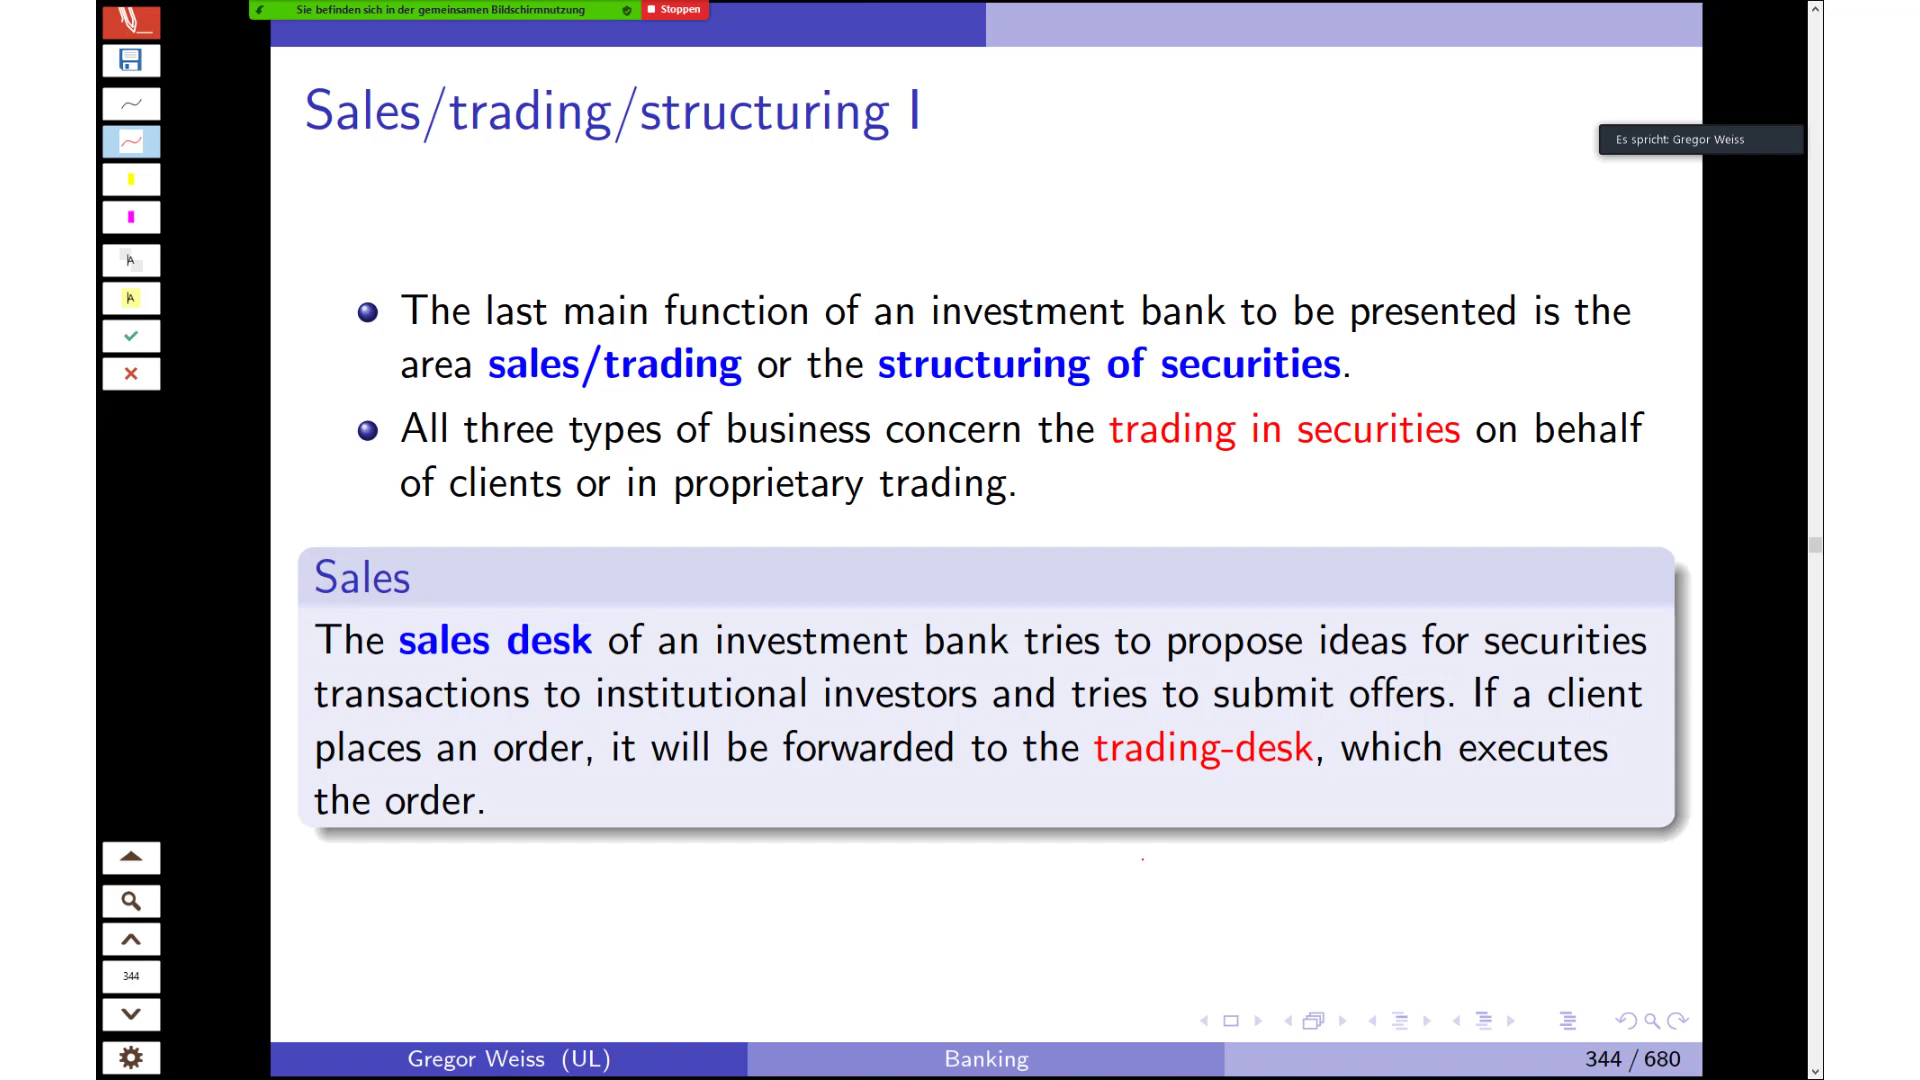 Sie befinden sich in der gemeinsamen Bildschirmnutzung
Stoppen
Sales/trading/structuring I
Es spricht: Gregor Weiss
The last main function of an investment bank to be presented is the
area sales/trading or the structuring of securities.
All three types of business concern the trading in securities on behalf
of clients or in proprietary trading.
Sales
The sales desk of an investment bank tries to propose ideas for securities
transactions to institutional investors and tries to submit offers. If a client
places an order, it will be forwarded to the trading-desk, which executes
the order.
A
A
344
Gregor Weiss (UL)
Banking
344 / 680